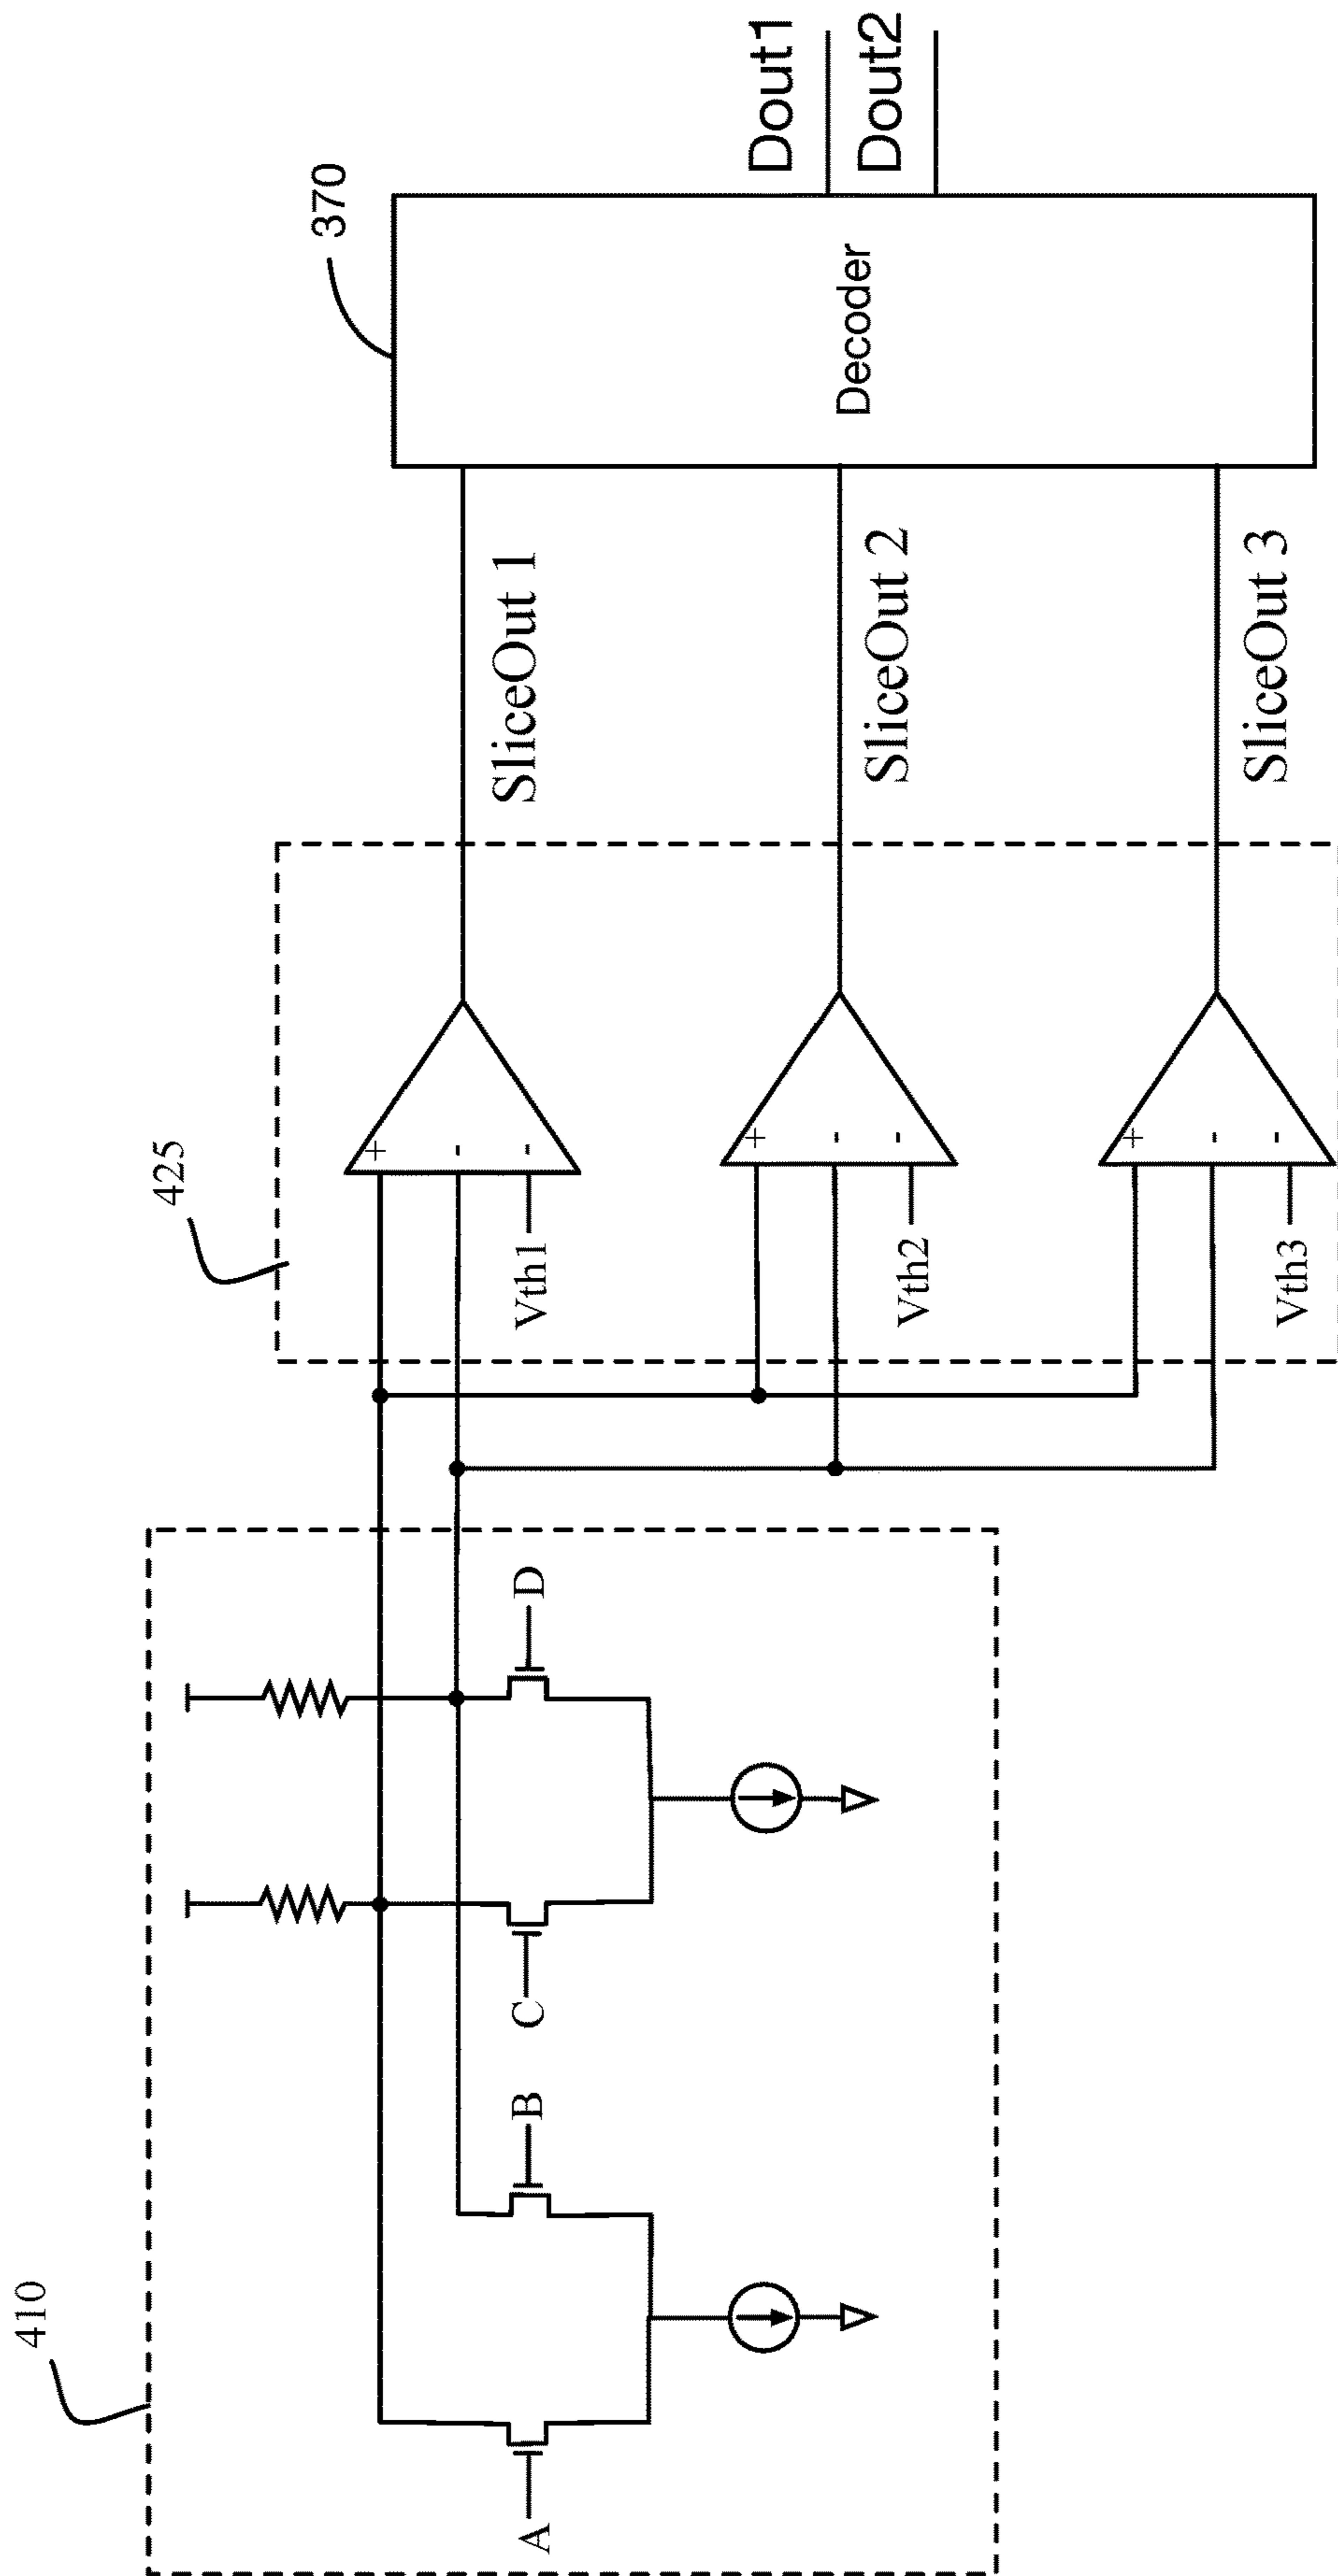 410
A
B
C
D
425
+
-
-
Vth1
+
-
-
Vth2
+
-
-
Vth3
SliceOut 1
SliceOut 2
SliceOut 3
370
Decoder
Dout1
Dout2